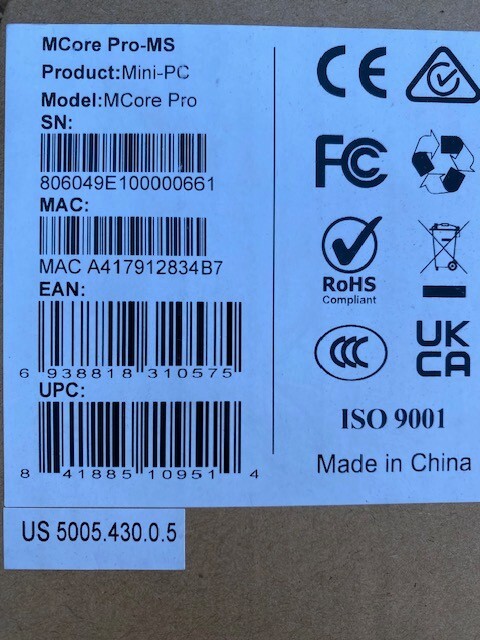 MCore Pro-MS
Product:Mini-PC
Model:MCore Pro
SN:
806049E100000661
MAC:
MAC A417912834B7
EAN:
6 938818 310575
UPC:
8 41885 10951 4
CE
FC
RoHS
Compliant
CCC
UK
CA
ISO 9001
Made in China
US 5005.430.0.5